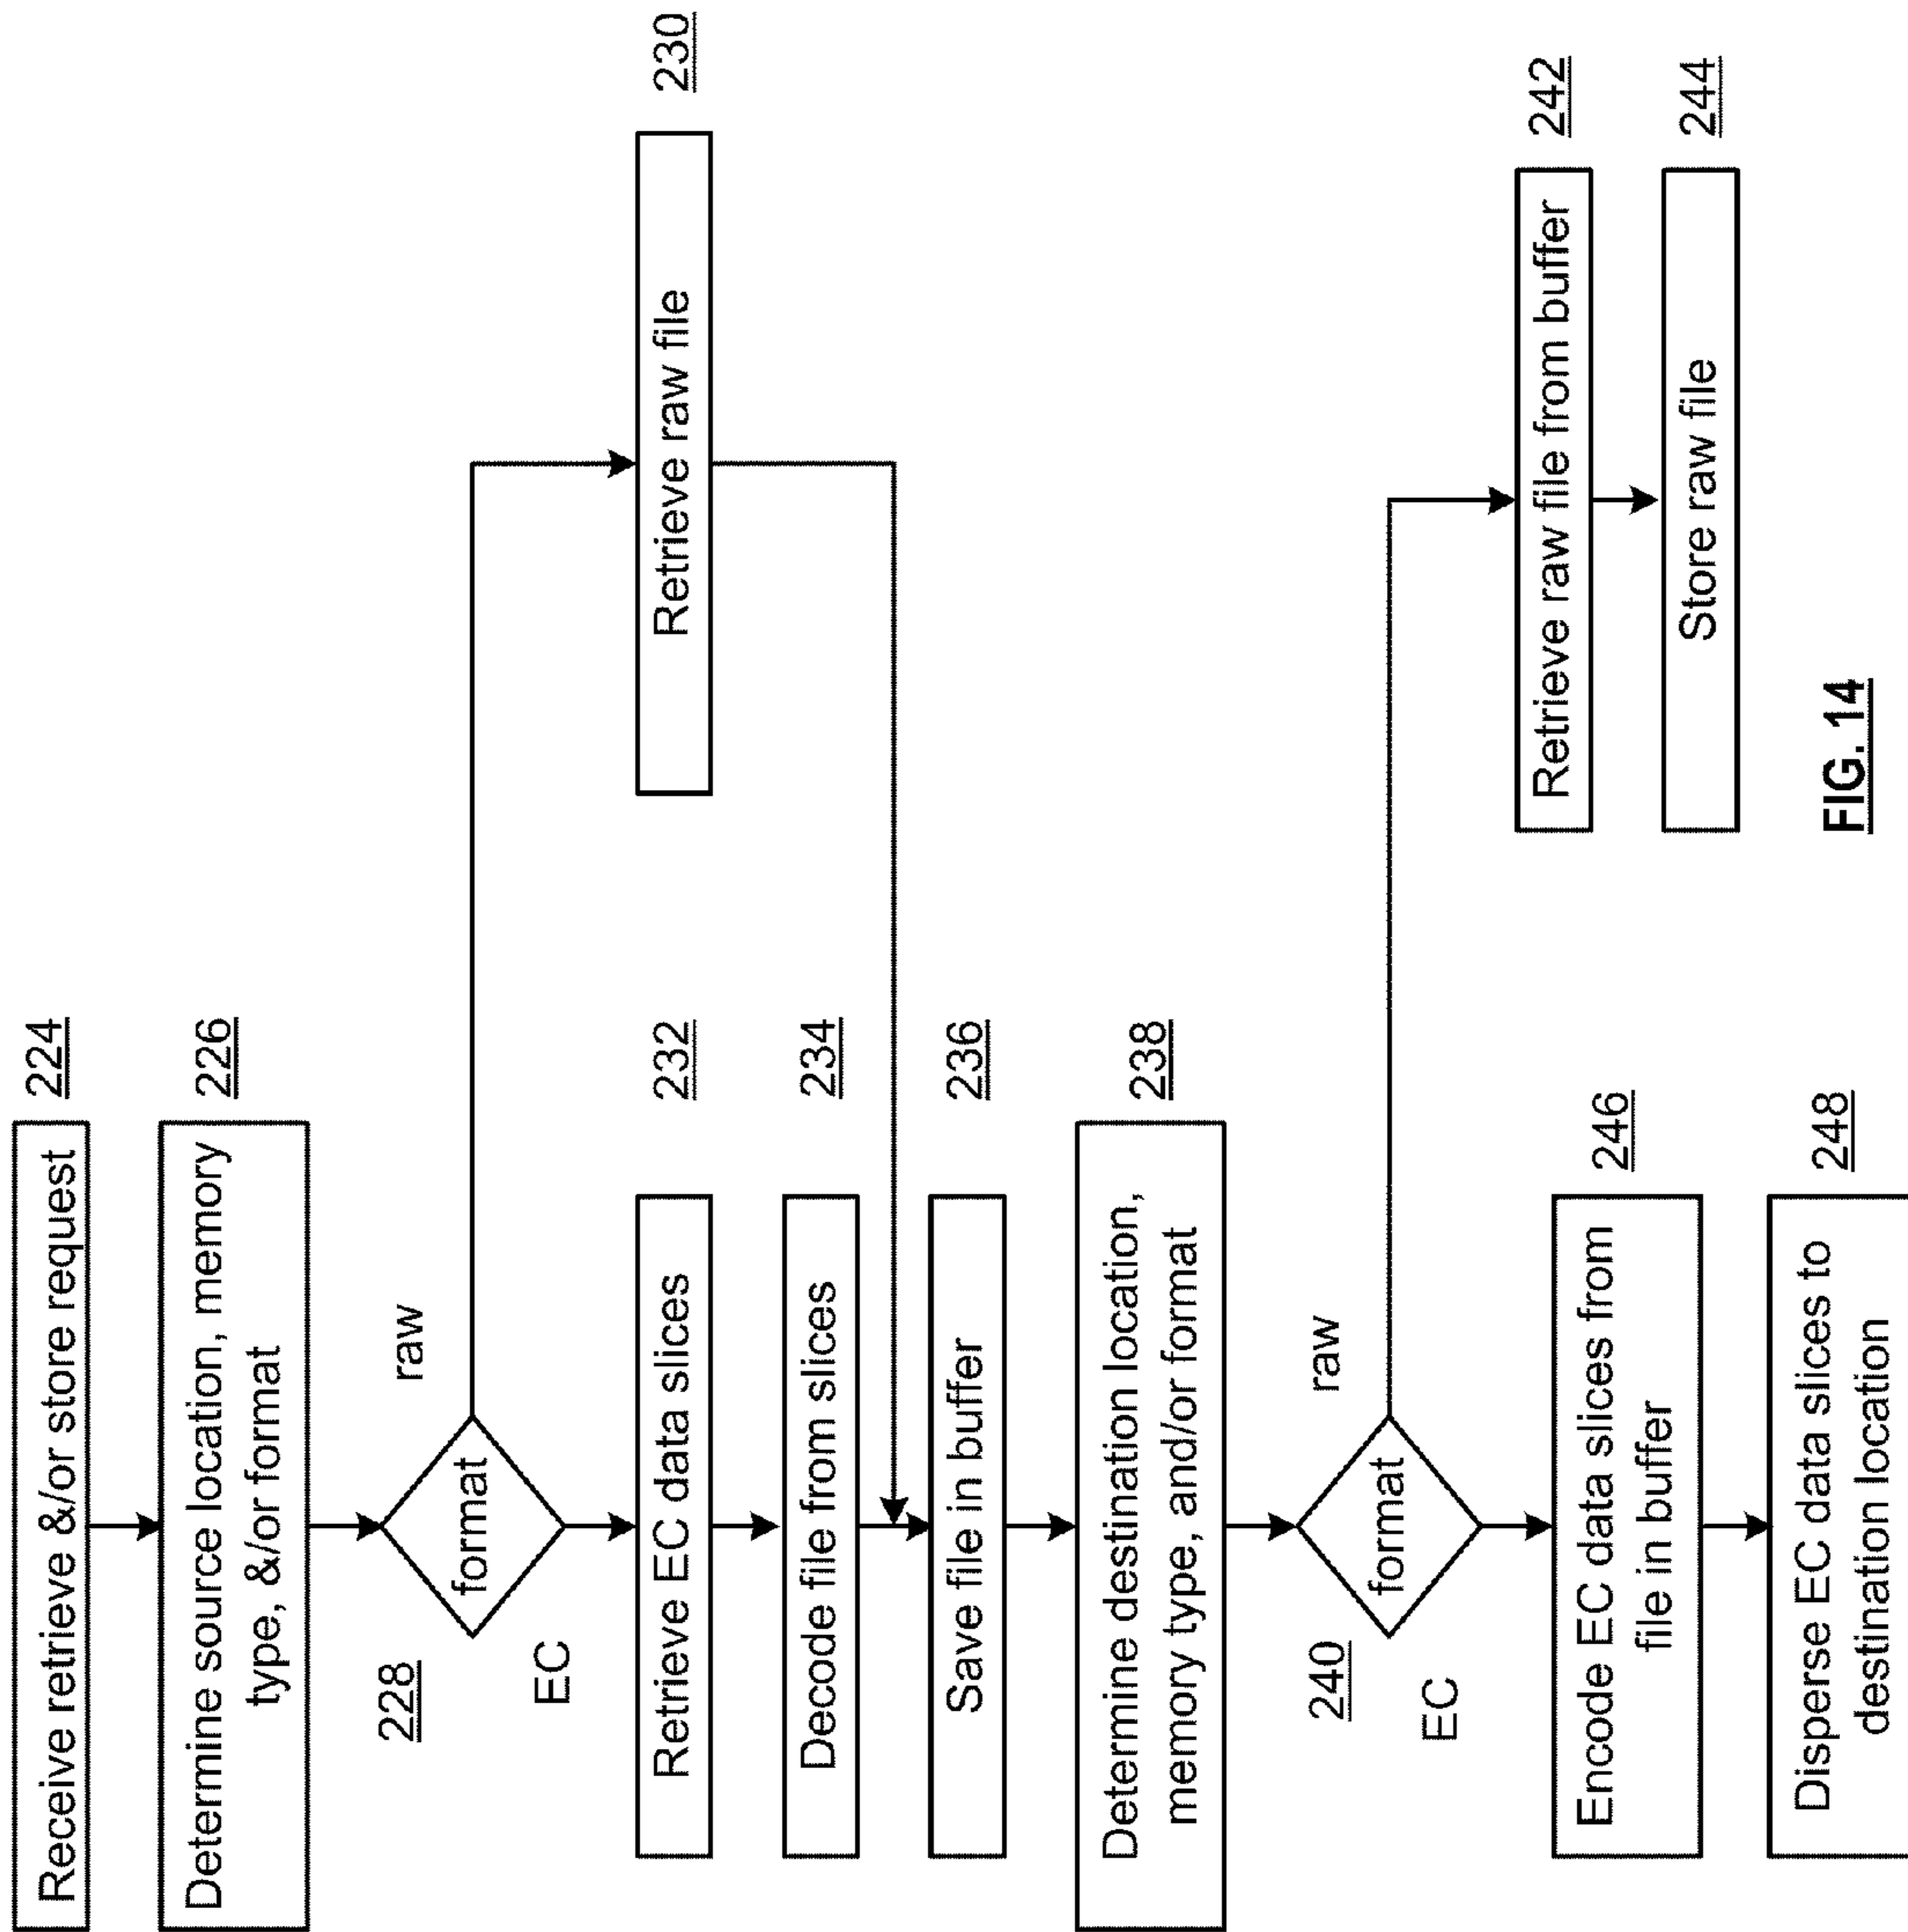 Receive retrieve &/or store request
224
Determine source location, memory
type, &/or format
226
228
format
raw
EC
Retrieve raw file
230
Retrieve EC data slices
232
Decode file from slices
234
Save file in buffer
236
Determine destination location,
memory type, and/or format
238
240
format
raw
EC
Retrieve raw file from buffer
242
Store raw file
244
Encode EC data slices from
file in buffer
246
Disperse EC data slices to
destination location
248
FIG. 14